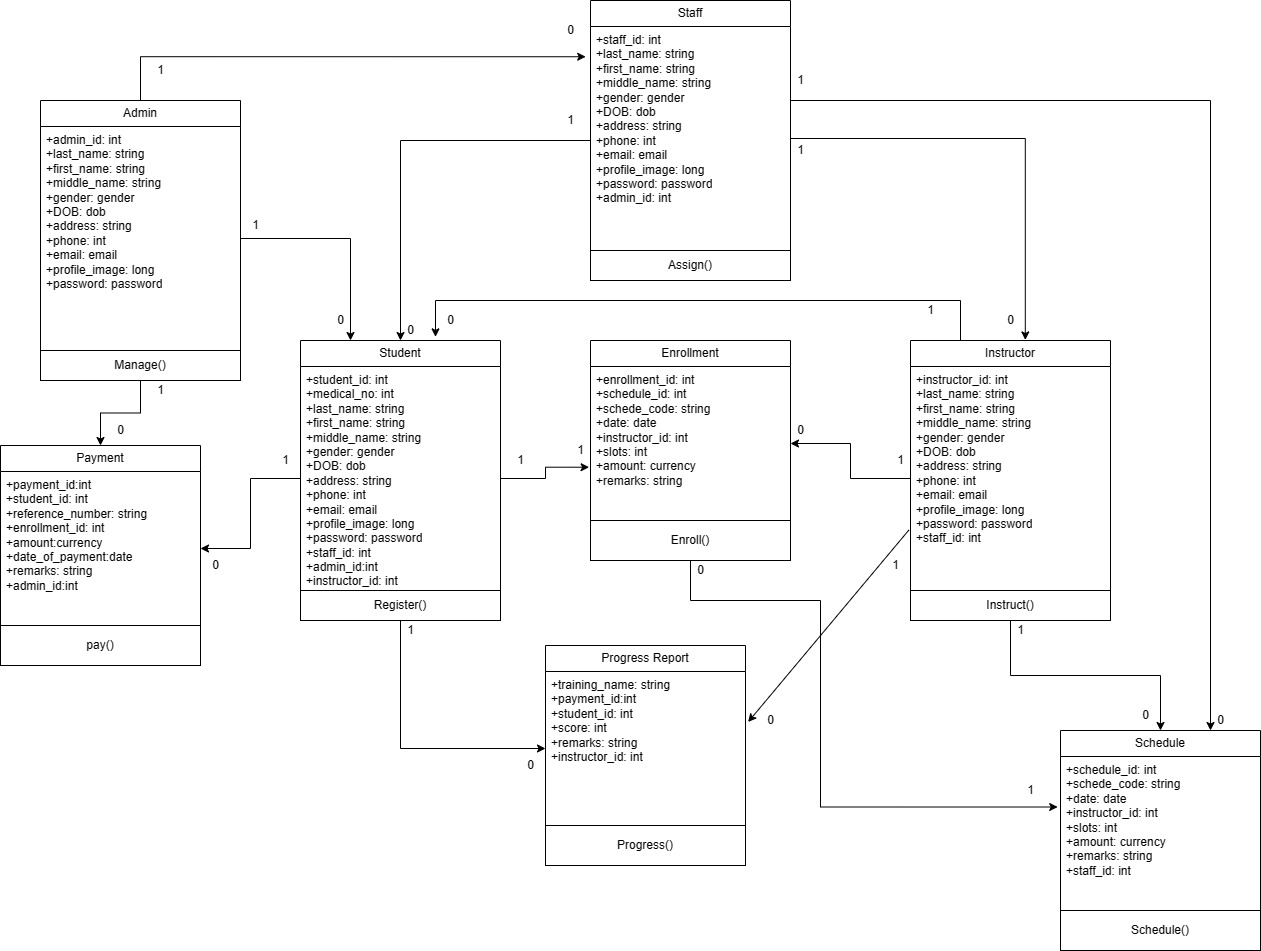 Staff
+staff_id: int
+last_name: string
+first_name: string
+middle_name: string
+gender: gender
+DOB: dob
+address: string
+phone: int
+email: email
+profile_image: long
+password: password
+admin_id: int
Assign()
0
1
1
1
1
Admin
+admin_id: int
+last_name: string
+first_name: string
+middle_name: string
+gender: gender
+DOB: dob
+address: string
+phone: int
+email: email
+profile_image: long
+password: password
Manage()
1
0
0
0
1
0
1
0
Student
+student_id: int
+medical_no: int
+last_name: string
+first_name: string
+middle_name: string
+gender: gender
+DOB: dob
+address: string
+phone: int
+email: email
+profile_image: long
+password: password
+staff_id: int
+admin_id:int
+instructor_id: int
Register()
Enrollment
+enrollment_id: int
+schedule_id: int
+schede_code: string
+date: date
+instructor_id: int
+slots: int
+amount: currency
+remarks: string
Enroll()
Instructor
+instructor_id: int
+last_name: string
+first_name: string
+middle_name: string
+gender: gender
+DOB: dob
+address: string
+phone: int
+email: email
+profile_image: long
+password: password
+staff_id: int
Instruct()
1
0
Payment
+payment_id:int
+student_id: int
+reference_number: string
+enrollment_id: int
+amount:currency
+date_of_payment:date
+remarks: string
+admin_id:int
pay()
1
0
1
1
0
1
0
1
1
1
Progress Report
+training_name: string
+payment_id:int
+student_id: int
+score: int
+remarks: string
+instructor_id: int
Progress()
0
0
0
0
1
Schedule
+schedule_id: int
+schede_code: string
+date: date
+instructor_id: int
+slots: int
+amount: currency
+remarks: string
+staff_id: int
Schedule()